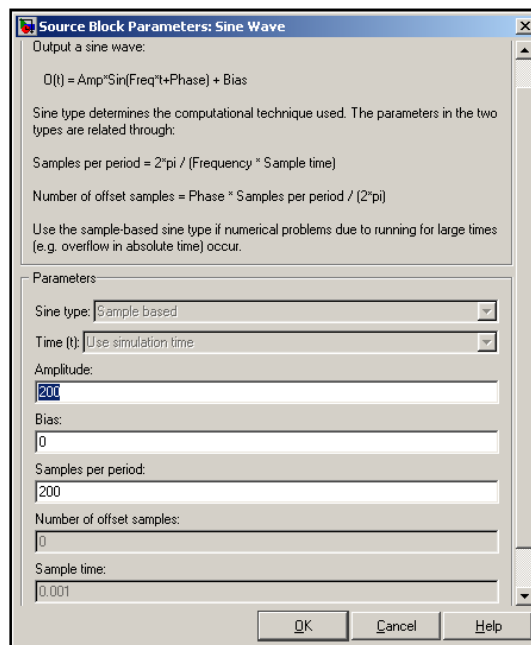 Source Block Parameters: Sine Wave
Output a sine wave:
O(t) = Amp*Sin(Freq*t+Phase) + Bias
Sine type determines the computational technique used. The parameters in the two
types are related through:
Samples per period = 2*pi / (Frequency * Sample time)
Number of offset samples = Phase * Samples per period / (2*pi)
Use the sample-based sine type if numerical problems due to running for large times
(e.g. overflow in absolute time) occur.
Parameters
Sine type: Sample based
Time (t): Use simulation time
Amplitude:
200
Bias:
0
Samples per period:
200
Number of offset samples:
0
Sample time:
0.001
OK Cancel Help